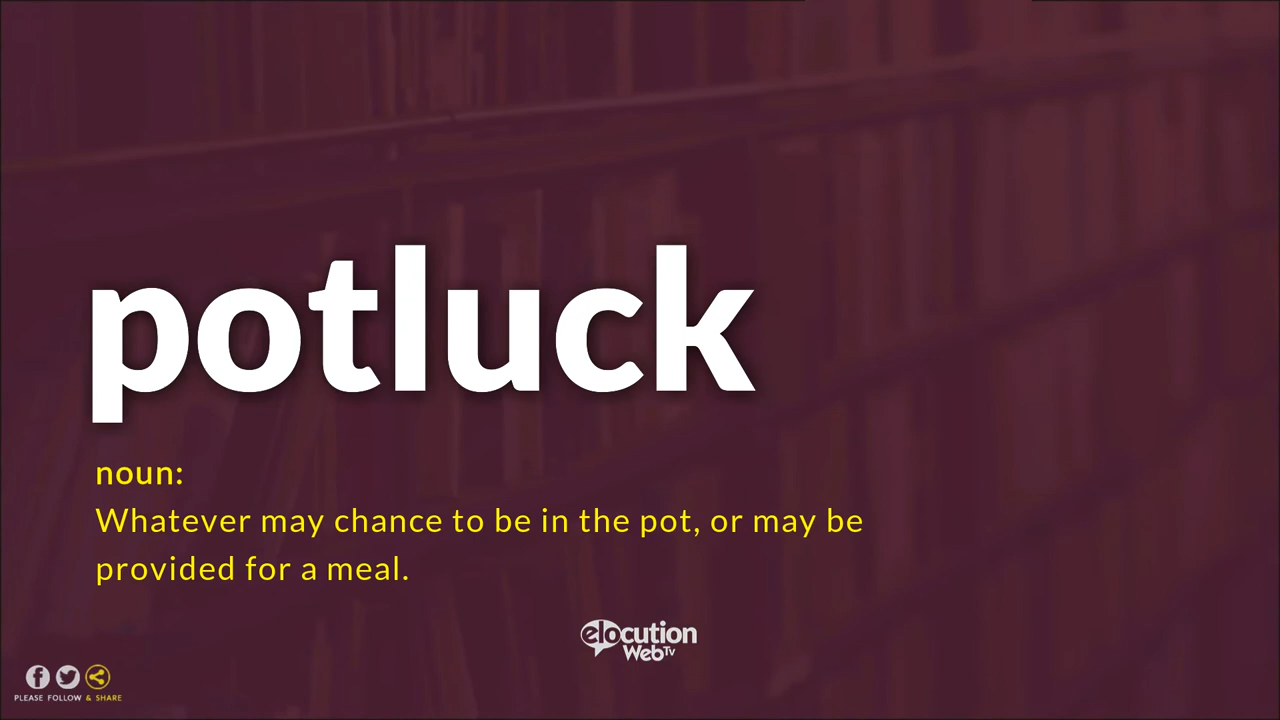 potluck
noun:
Whatever may chance to be in the pot, or may be
provided for a meal.
elocution
WebTv
PLEASE FOLLOW & SHARE